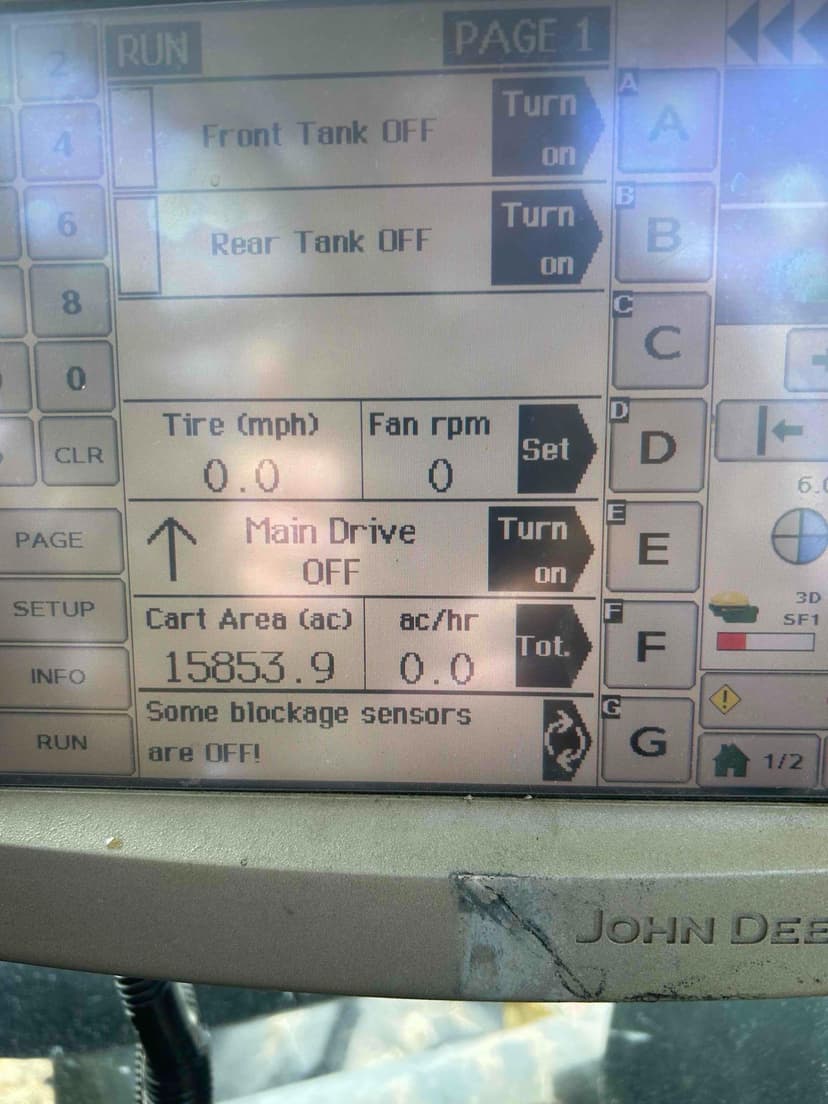 RUN PAGE 1
2
4
6
8
0
CLR
PAGE
SETUP
INFO
RUN
Front Tank OFF
Turn
on
Rear Tank OFF
Turn
on
Tire (mph)
0.0
Fan rpm
0
Set
Main Drive
OFF
Turn
on
Cart Area (ac)
15853.9
ac/hr
0.0
Tot.
Some blockage sensors
are OFF!
A A
B B
C C
D D
E E
F F
G G
3D
SF1
1/2
JOHN DEE